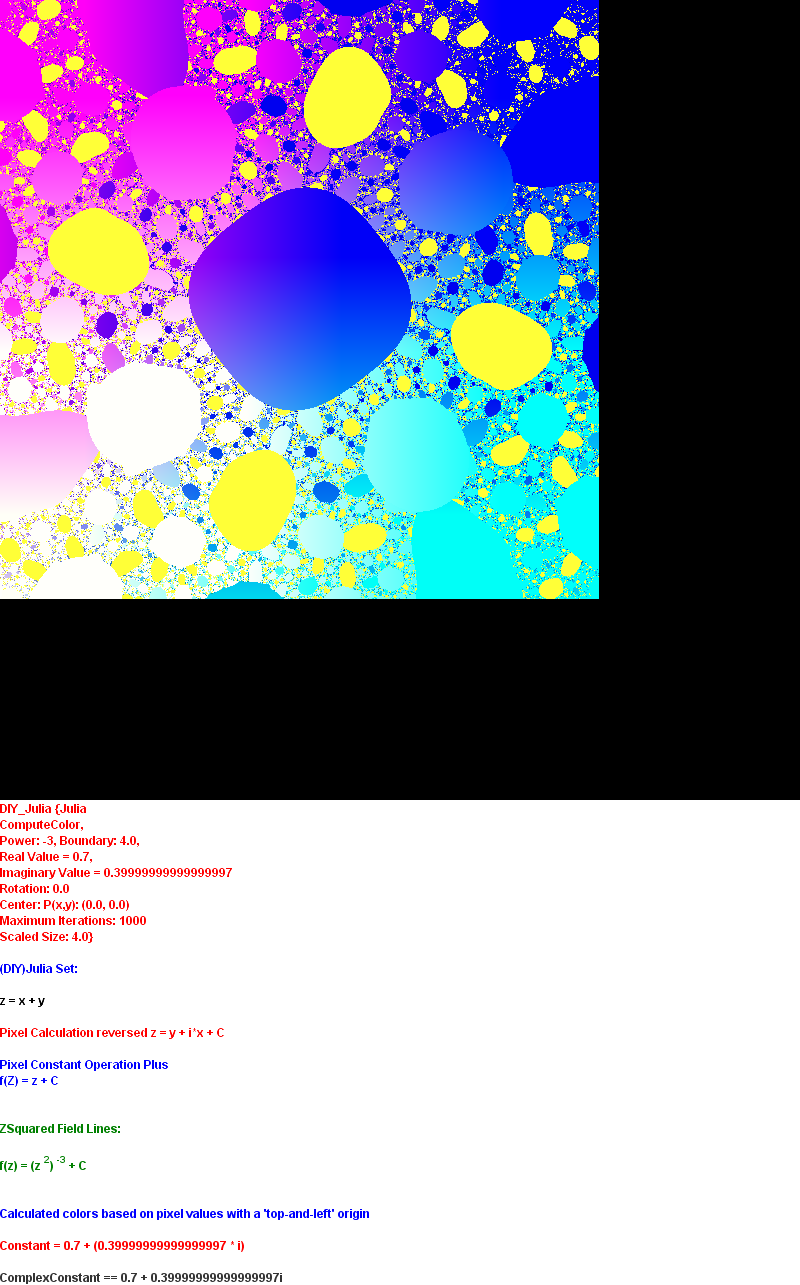 DIY_Julia {Julia
ComputeColor,
Power: -3, Boundary: 4.0,
Real Value = 0.7,
Imaginary Value = 0.39999999999999997
Rotation: 0.0
Center: P(x,y): (0.0, 0.0)
Maximum Iterations: 1000
Scaled Size: 4.0}
(DIY)Julia Set:
z = x + y
Pixel Calculation reversed z = y + i*x + C
Pixel Constant Operation Plus
f(Z) = z + C
ZSquared Field Lines:
f(z) = (z ²) ⁻³ + C
Calculated colors based on pixel values with a 'top-and-left' origin
Constant = 0.7 + (0.39999999999999997 * i)
ComplexConstant == 0.7 + 0.39999999999999997i